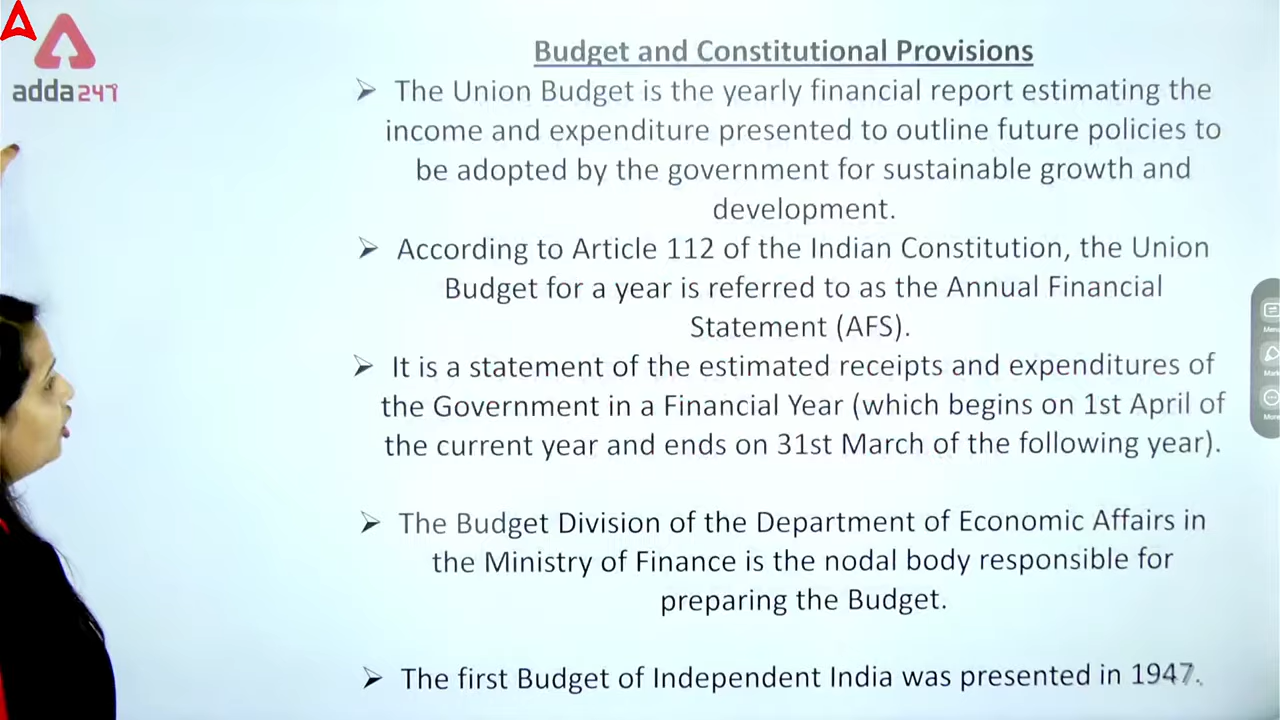 adda247
Budget and Constitutional Provisions
➢ The Union Budget is the yearly financial report estimating the
income and expenditure presented to outline future policies to
be adopted by the government for sustainable growth and
development.
➢ According to Article 112 of the Indian Constitution, the Union
Budget for a year is referred to as the Annual Financial
Statement (AFS).
➢ It is a statement of the estimated receipts and expenditures of
the Government in a Financial Year (which begins on 1st April of
the current year and ends on 31st March of the following year).
➢ The Budget Division of the Department of Economic Affairs in
the Ministry of Finance is the nodal body responsible for
preparing the Budget.
➢ The first Budget of Independent India was presented in 1947.